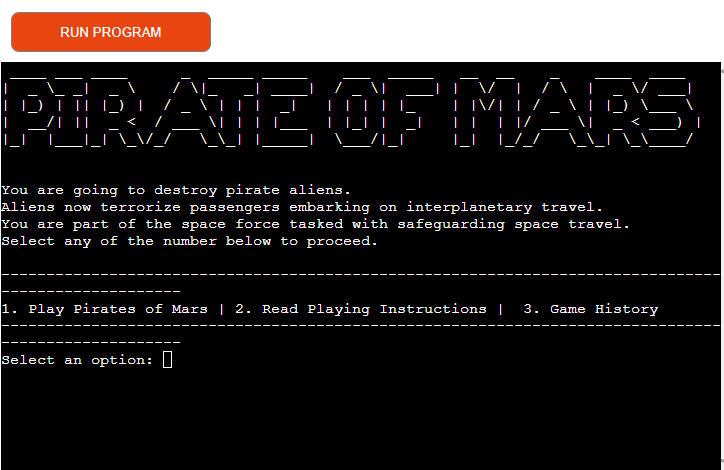 RUN PROGRAM
PIRATE OF MARS
You are going to destroy pirate aliens.
Aliens now terrorize passengers embarking on interplanetary travel.
You are part of the space force tasked with safeguarding space travel.
Select any of the number below to proceed.
--------------------------------------------------------------------------------
--------------------
1. Play Pirates of Mars | 2. Read Playing Instructions |  3. Game History
--------------------------------------------------------------------------------
--------------------
Select an option: